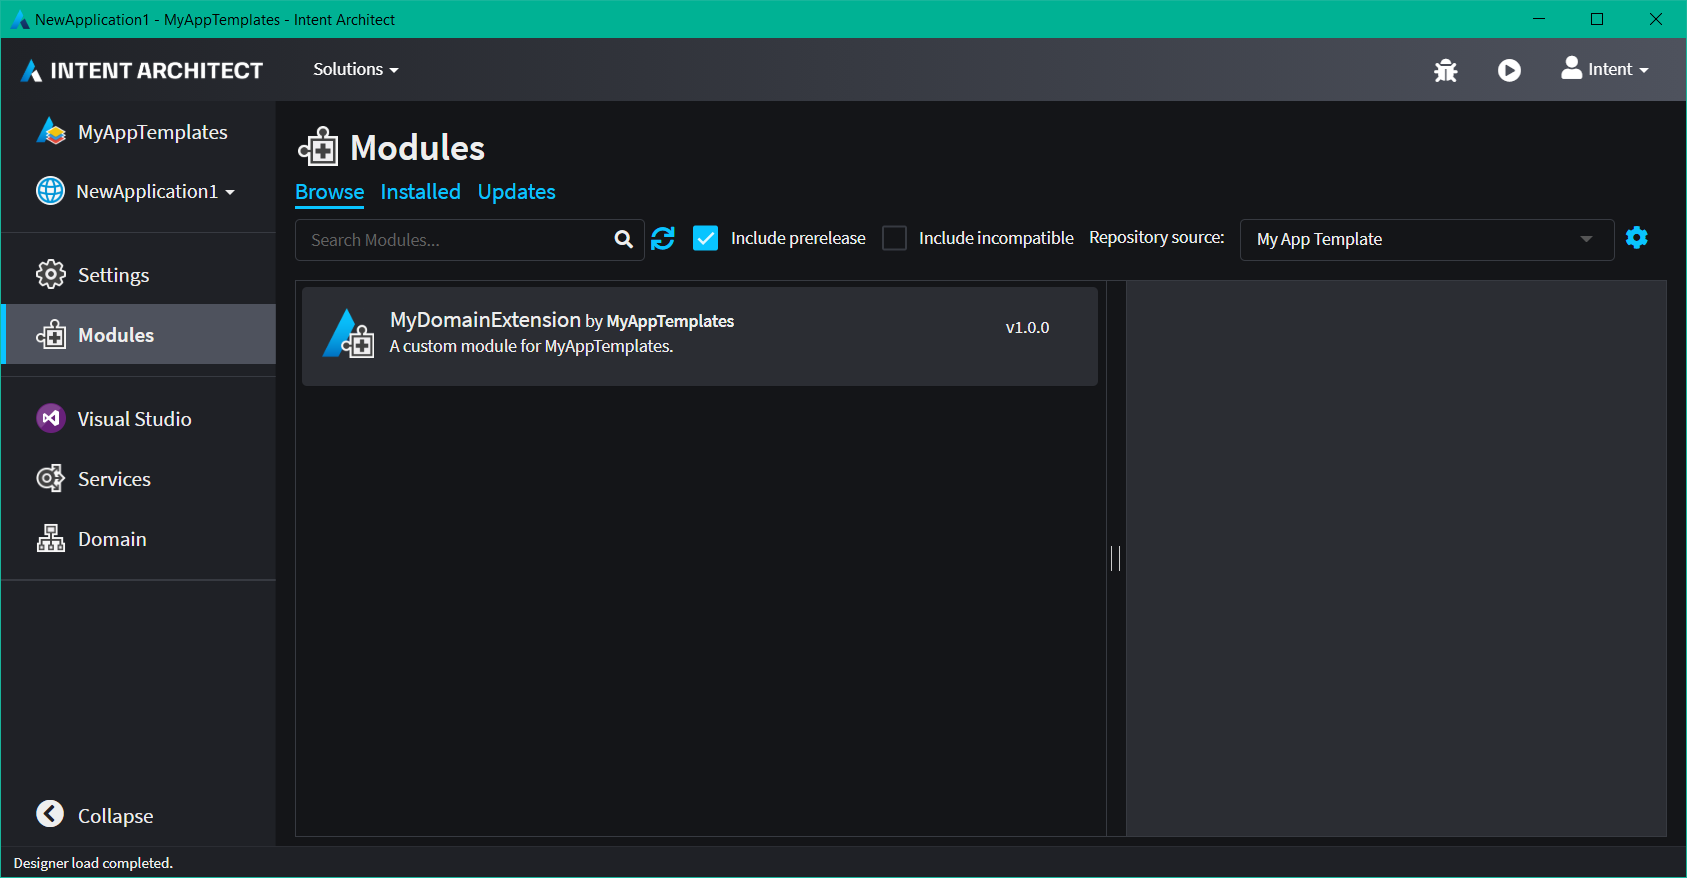 NewApplication1 - MyAppTemplates - Intent Architect
INTENT ARCHITECT
Solutions
Intent
MyAppTemplates
NewApplication1
Settings
Modules
Visual Studio
Services
Domain
Collapse
Modules
Browse Installed Updates
Search Modules...
Include prerelease
Include incompatible
Repository source:
My App Template
MyDomainExtension by MyAppTemplates
v1.0.0
A custom module for MyAppTemplates.
Designer load completed.